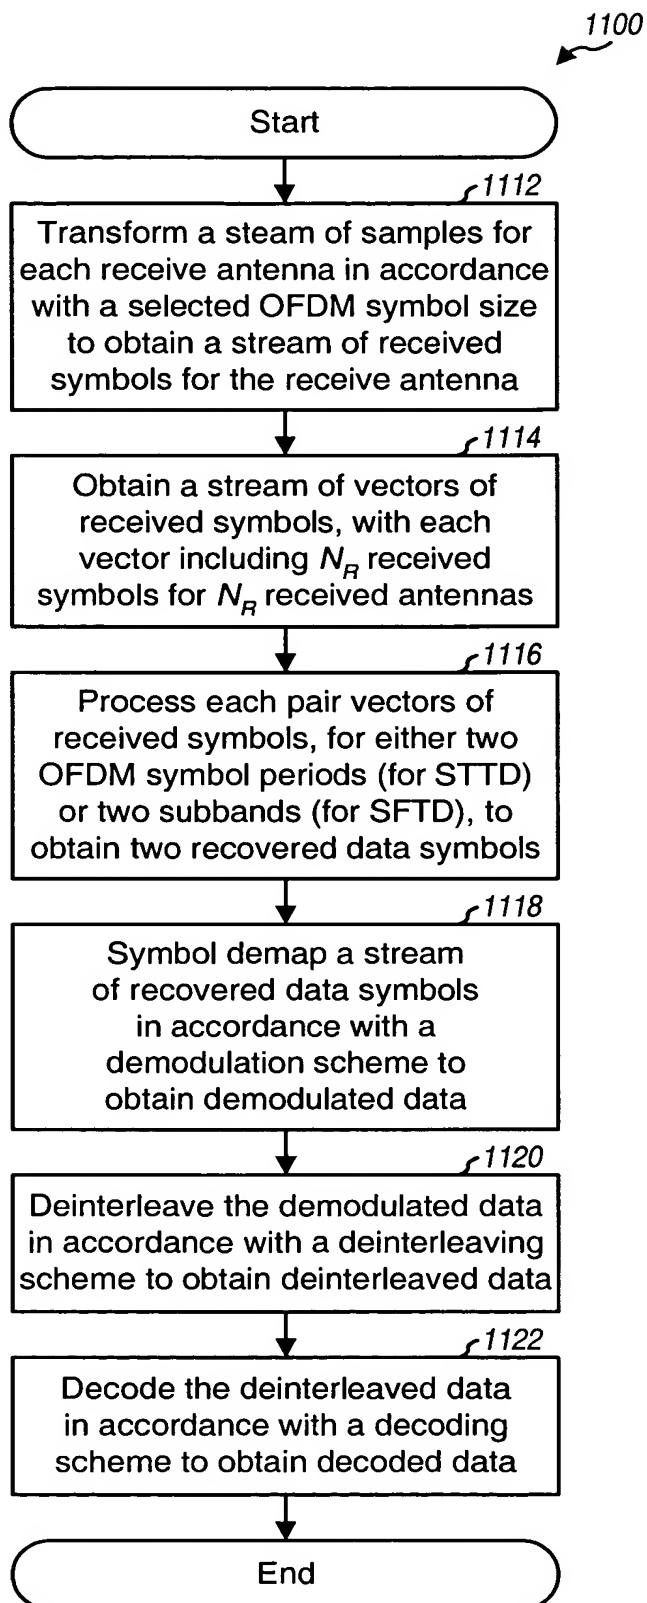 1100
Start
1112
Transform a steam of samples for
each receive antenna in accordance
with a selected OFDM symbol size
to obtain a stream of received
symbols for the receive antenna
1114
Obtain a stream of vectors of
received symbols, with each
vector including N_R received
symbols for N_R received antennas
1116
Process each pair vectors of
received symbols, for either two
OFDM symbol periods (for STTD)
or two subbands (for SFTD), to
obtain two recovered data symbols
1118
Symbol demap a stream
of recovered data symbols
in accordance with a
demodulation scheme to
obtain demodulated data
1120
Deinterleave the demodulated data
in accordance with a deinterleaving
scheme to obtain deinterleaved data
1122
Decode the deinterleaved data
in accordance with a decoding
scheme to obtain decoded data
End